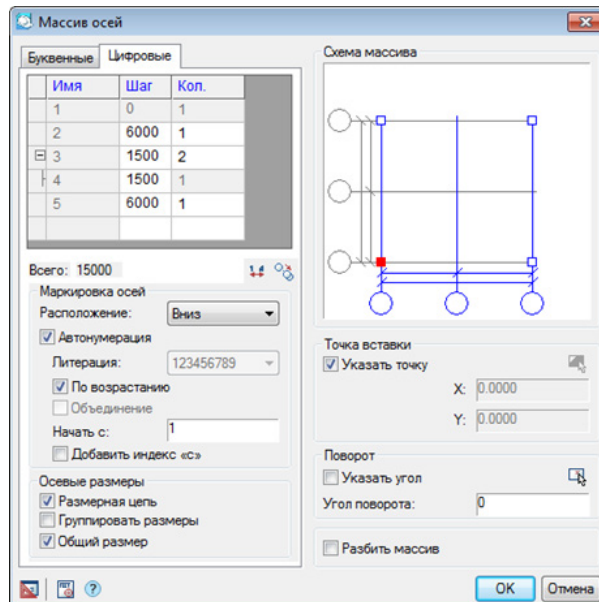 Массив осей
Буквенные Цифровые
Имя Шаг Кол.
1 0 1
2 6000 1
3 1500 2
4 1500 1
5 6000 1
Всего: 15000
Маркировка осей
Расположение: Вниз
Автонумерация
Литерация: 123456789
По возрастанию
Объединение
Начать с: 1
Добавить индекс «с»
Осевые размеры
Размерная цепь
Группировать размеры
Общий размер
Схема массива
Точка вставки
Указать точку
X: 0.0000
Y: 0.0000
Поворот
Указать угол
Угол поворота: 0
Разбить массив
OK Отмена